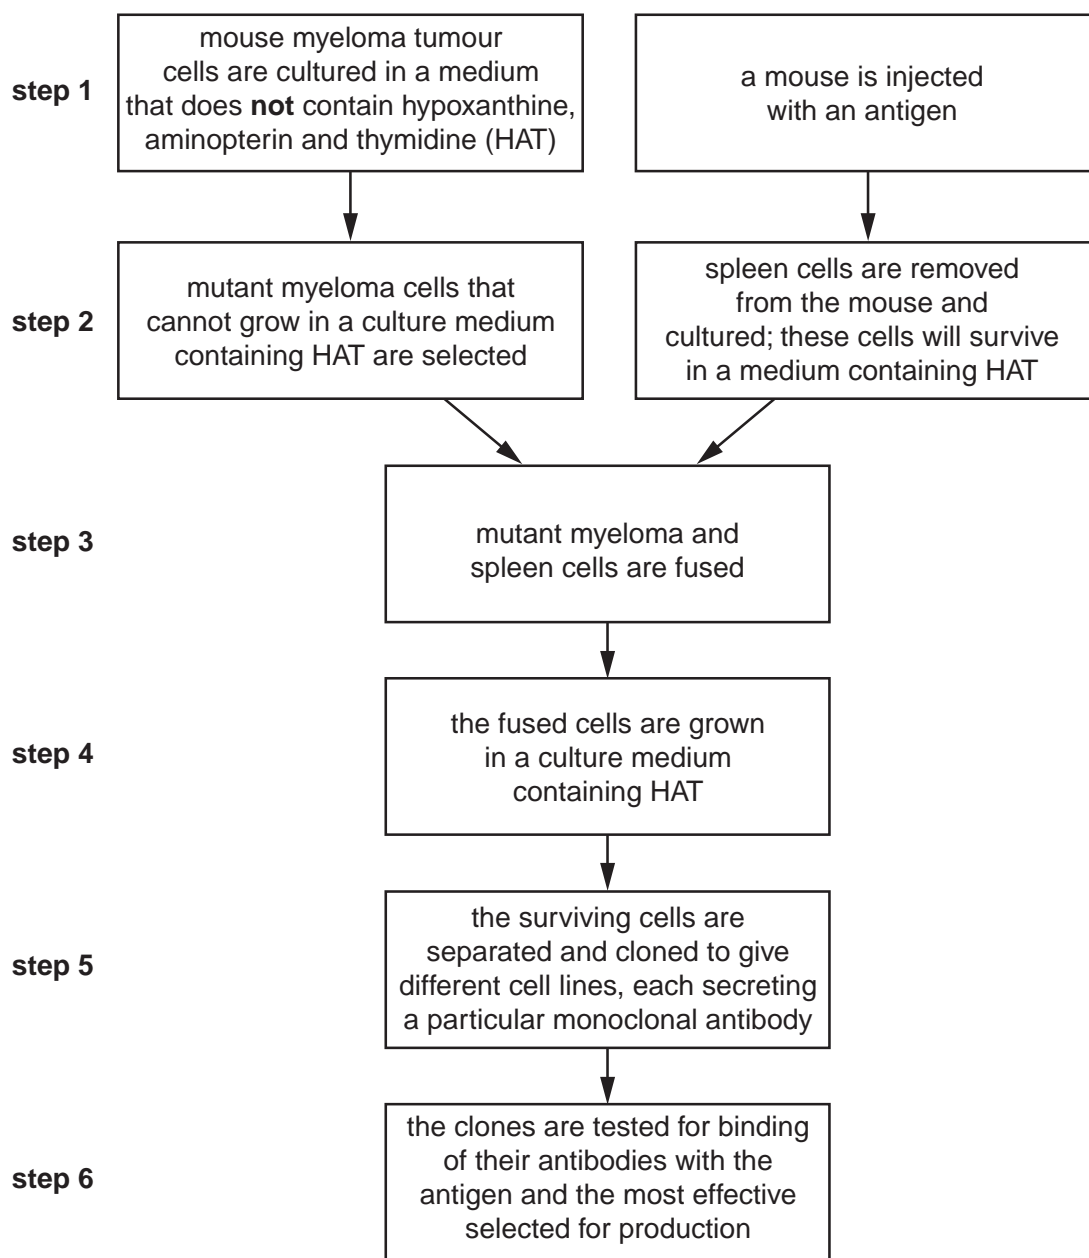 step 1
mouse myeloma tumour
cells are cultured in a medium
that does not contain hypoxanthine,
aminopterin and thymidine (HAT)
a mouse is injected
with an antigen
step 2
mutant myeloma cells that
cannot grow in a culture medium
containing HAT are selected
spleen cells are removed
from the mouse and
cultured; these cells will survive
in a medium containing HAT
step 3
mutant myeloma and
spleen cells are fused
step 4
the fused cells are grown
in a culture medium
containing HAT
step 5
the surviving cells are
separated and cloned to give
different cell lines, each secreting
a particular monoclonal antibody
step 6
the clones are tested for binding
of their antibodies with the
antigen and the most effective
selected for production